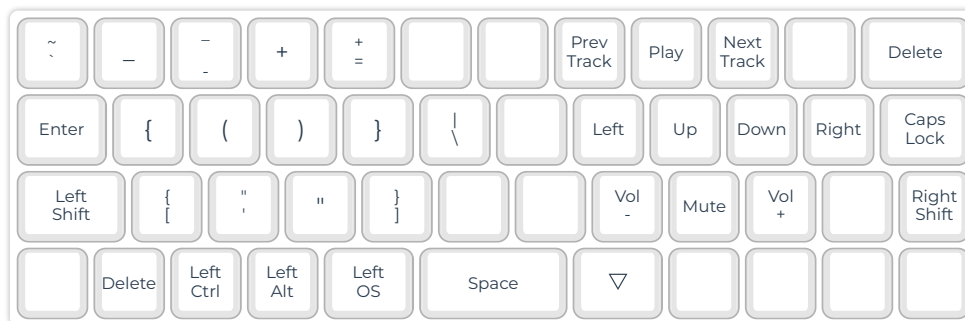 ~ _ – + + Prev Play Next Delete
` - = Track Track
Enter { ( ) } | Left Up Down Right Caps
\ Lock
Left { " " } Vol Mute Vol Right
Shift [ ' ] - + Shift
Delete Left Left Left Space ▽
Ctrl Alt OS